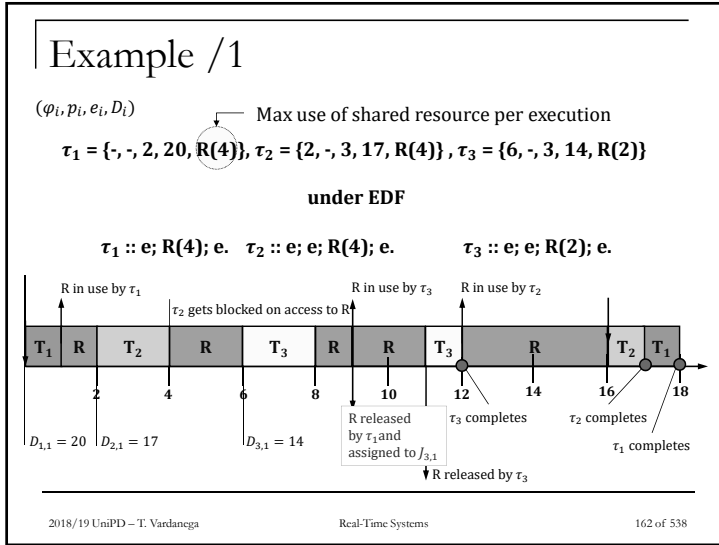 Example /1
(φᵢ, pᵢ, eᵢ, Dᵢ)
Max use of shared resource per execution
τ₁ = {-, -, 2, 20, R(4)}, τ₂ = {2, -, 3, 17, R(4)} , τ₃ = {6, -, 3, 14, R(2)}
under EDF
τ₁ :: e; R(4); e. τ₂ :: e; e; R(4); e. τ₃ :: e; e; R(2); e.
R in use by τ₁
τ₂ gets blocked on access to R
R in use by τ₃
R in use by τ₂
T₁ R T₂ R T₃ R R T₃ R T₂ T₁
2 4 6 8 10 12 14 16 18
D₁,₁ = 20
D₂,₁ = 17
D₃,₁ = 14
R released
by τ₁ and
assigned to J₃,₁
τ₃ completes
τ₂ completes
τ₁ completes
R released by τ₃
2018/19 UniPD – T. Vardanega
Real-Time Systems
162 of 538